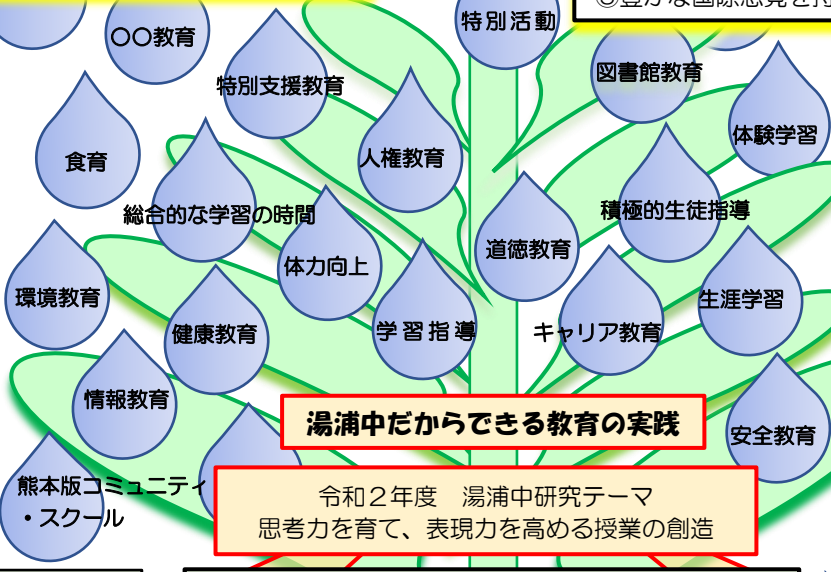 特別活動
〇〇教育
図書館教育
特別支援教育
体験学習
人権教育
食育
総合的な学習の時間
積極的生徒指導
道徳教育
体力向上
環境教育
生涯学習
健康教育
学習指導
キャリア教育
情報教育
湯浦中だからできる教育の実践
安全教育
熊本版コミュニティ
・スクール
令和２年度　湯浦中研究テーマ
思考力を育て、表現力を高める授業の創造